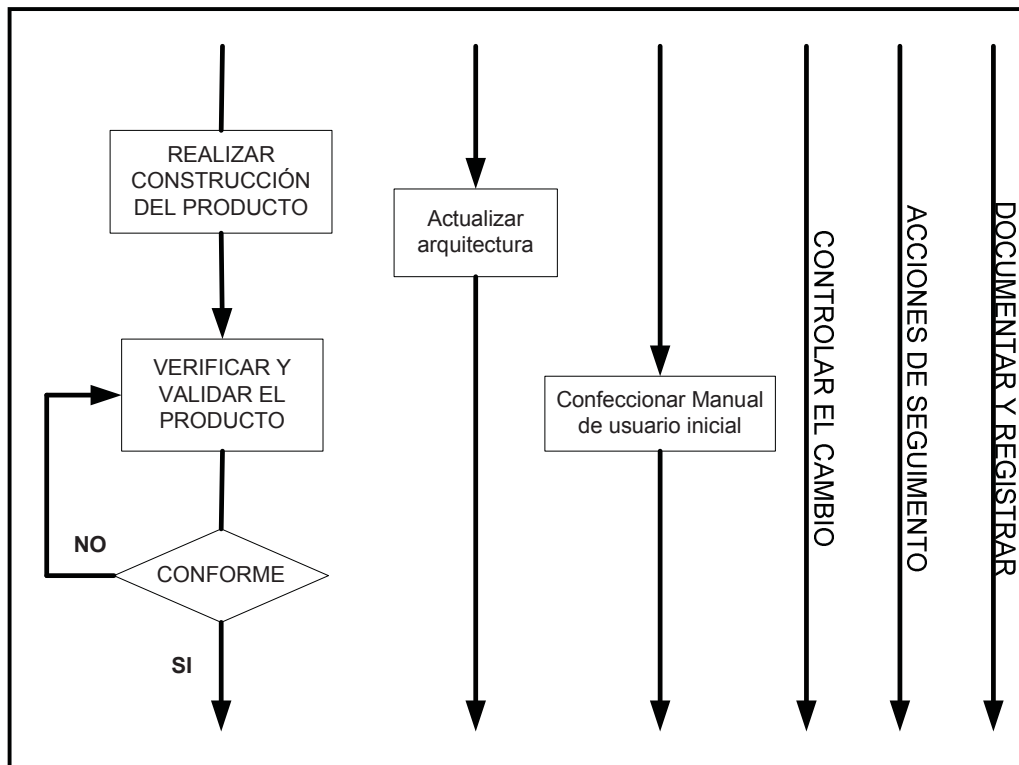 REALIZAR
CONSTRUCCIÓN
DEL PRODUCTO
VERIFICAR Y
VALIDAR EL
PRODUCTO
NO
CONFORME
SI
Actualizar
arquitectura
Confeccionar Manual
de usuario inicial
CONTROLAR EL CAMBIO
ACCIONES DE SEGUIMENTO
DOCUMENTAR Y REGISTRAR